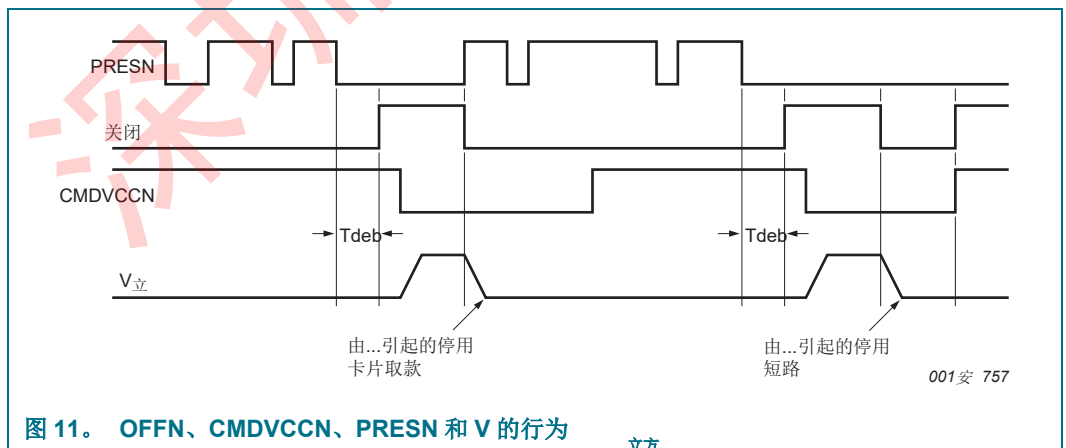 PRESN
关闭
CMDVCCN
Tdeb
Tdeb
V立
由...引起的停用
卡片取款
由...引起的停用
短路
001安 757
图 11。 OFFN、CMDVCCN、PRESN 和 V 的行为
深圳